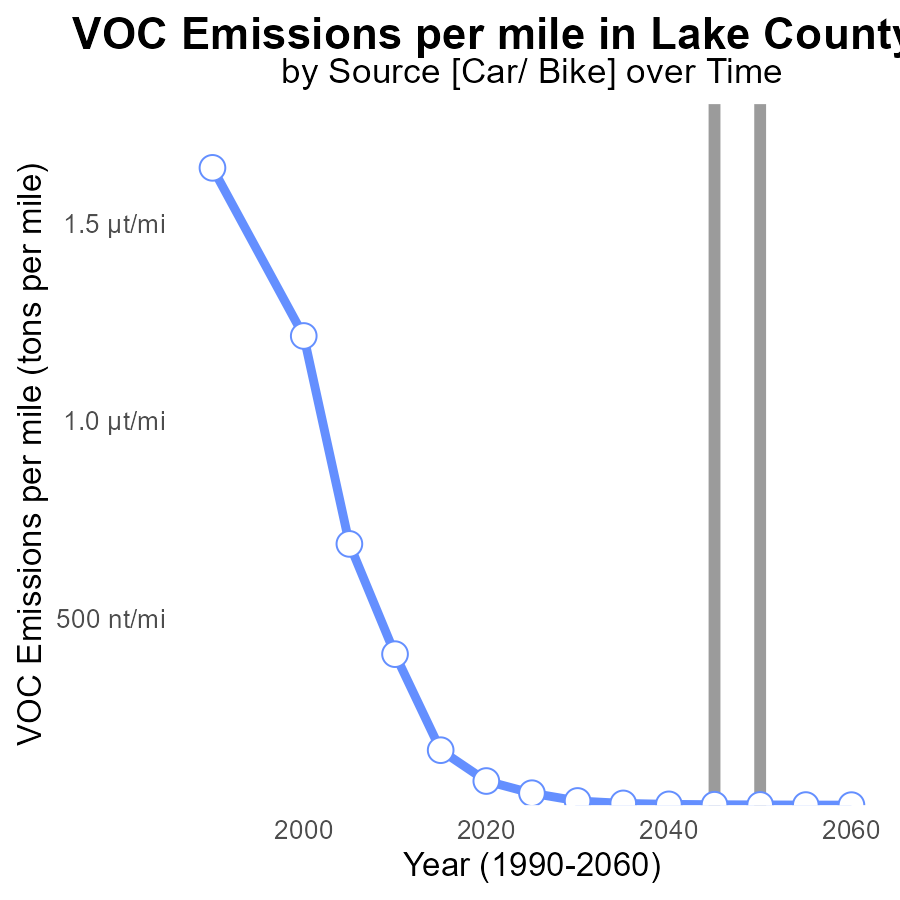 VOC Emissions per mile in Lake County
by Source [Car/ Bike] over Time
VOC Emissions per mile (tons per mile)
1.5 µt/mi
1.0 µt/mi
500 nt/mi
2000 2020 2040 2060
Year (1990-2060)